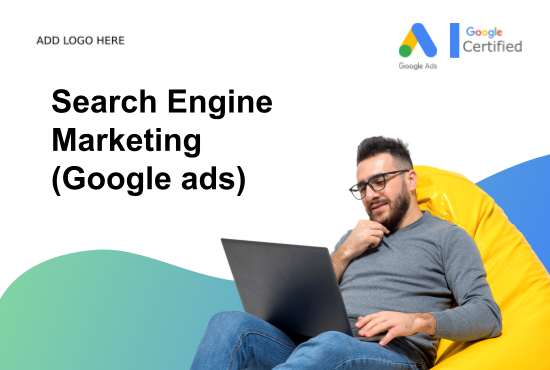 ADD LOGO HERE
Google Ads
Google
Certified
Search Engine
Marketing
(Google ads)